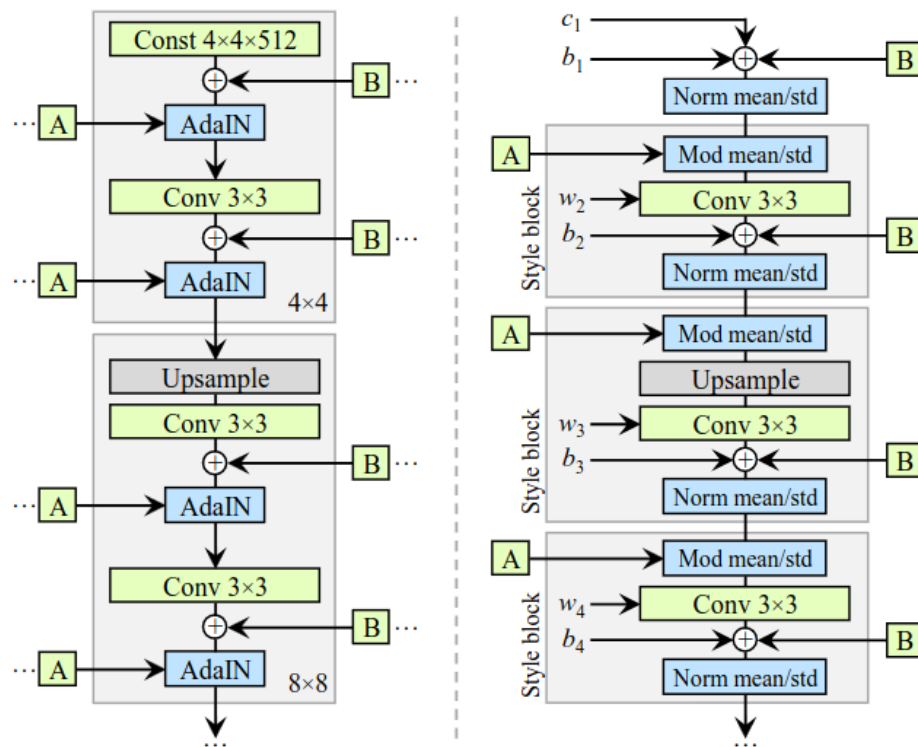 Const 4×4×512
B ...
... A
AdaIN
Conv 3×3
B ...
... A
AdaIN
4×4
Upsample
Conv 3×3
B ...
... A
AdaIN
Conv 3×3
B ...
... A
AdaIN
8×8
...
c₁
b₁
B
Norm mean/std
Style block
A
Mod mean/std
w₂
Conv 3×3
b₂
B
Norm mean/std
Style block
A
Mod mean/std
Upsample
w₃
Conv 3×3
b₃
B
Norm mean/std
Style block
A
Mod mean/std
w₄
Conv 3×3
b₄
B
Norm mean/std
...